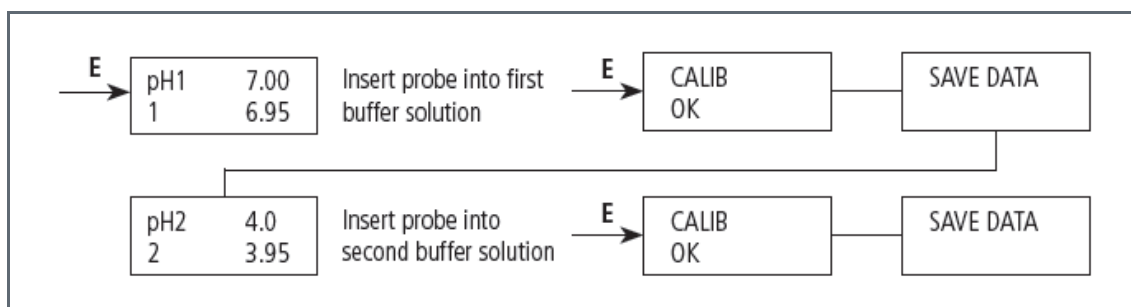 E
pH1 7.00
1 6.95
Insert probe into first
buffer solution
E
CALIB
OK
SAVE DATA
pH2 4.0
2 3.95
Insert probe into
second buffer solution
E
CALIB
OK
SAVE DATA